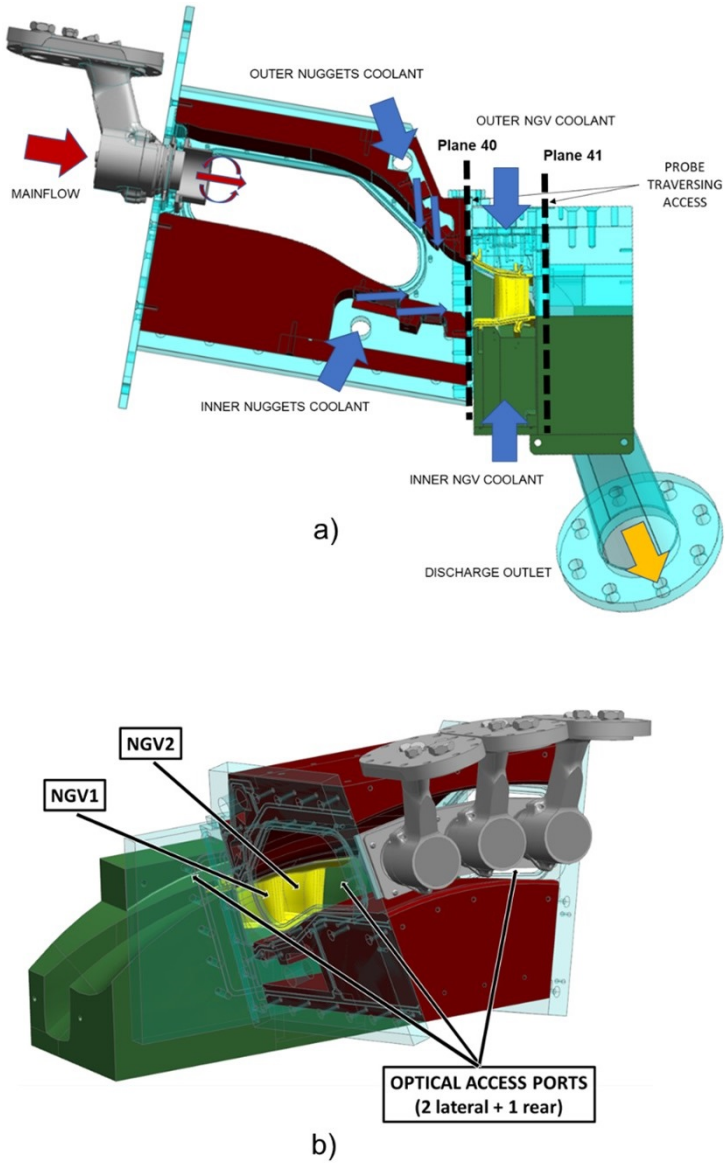 OUTER NUGGETS COOLANT
OUTER NGV COOLANT
Plane 40
Plane 41
PROBE
TRAVERSING
ACCESS
MAINFLOW
INNER NUGGETS COOLANT
INNER NGV COOLANT
a)
DISCHARGE OUTLET
NGV2
NGV1
OPTICAL ACCESS PORTS
(2 lateral + 1 rear)
b)